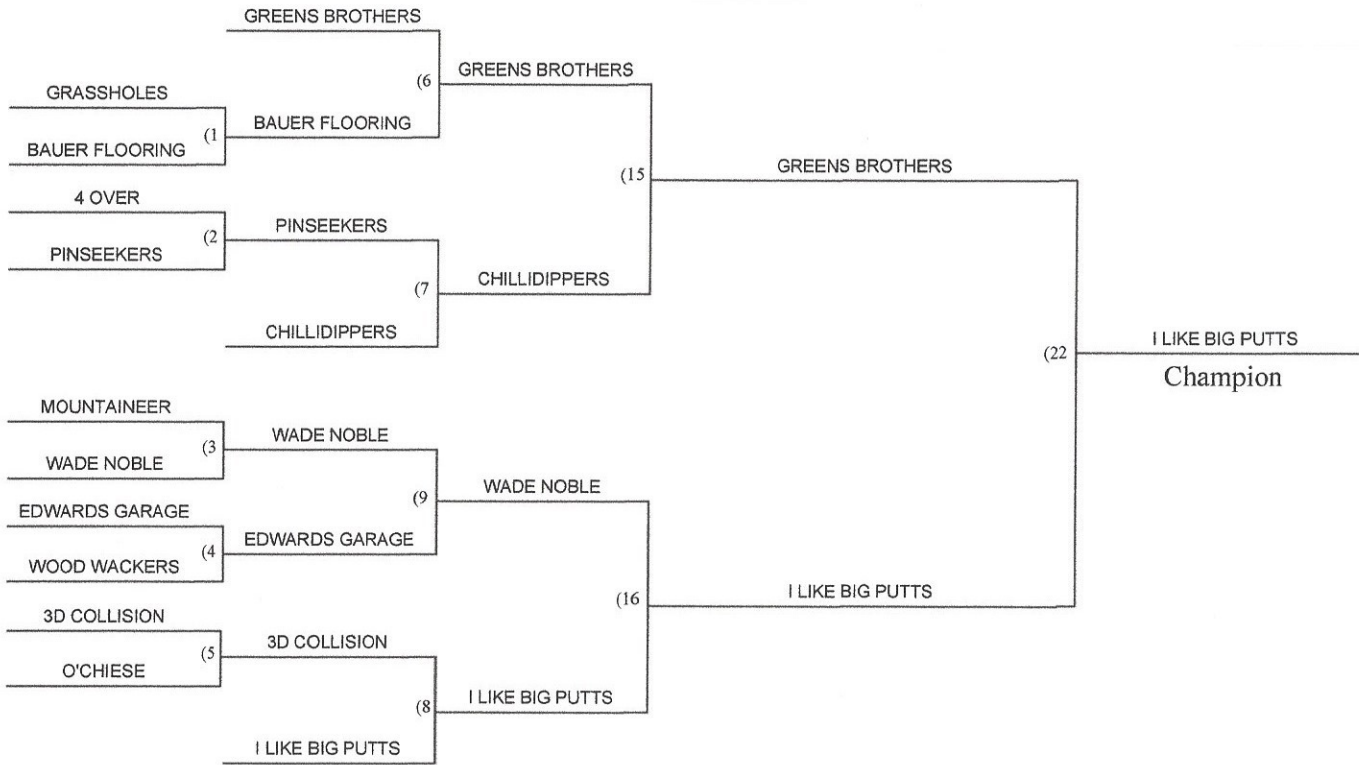 GREENS BROTHERS
(6
GREENS BROTHERS
GRASSHOLES
(1
BAUER FLOORING
BAUER FLOORING
(15
GREENS BROTHERS
4 OVER
(2
PINSEEKERS
PINSEEKERS
(7
CHILLIDIPPERS
CHILLIDIPPERS
(22
I LIKE BIG PUTTS
Champion
MOUNTAINEER
(3
WADE NOBLE
WADE NOBLE
(9
WADE NOBLE
EDWARDS GARAGE
(4
EDWARDS GARAGE
WOOD WACKERS
(16
I LIKE BIG PUTTS
3D COLLISION
(5
3D COLLISION
O'CHIESE
(8
I LIKE BIG PUTTS
I LIKE BIG PUTTS